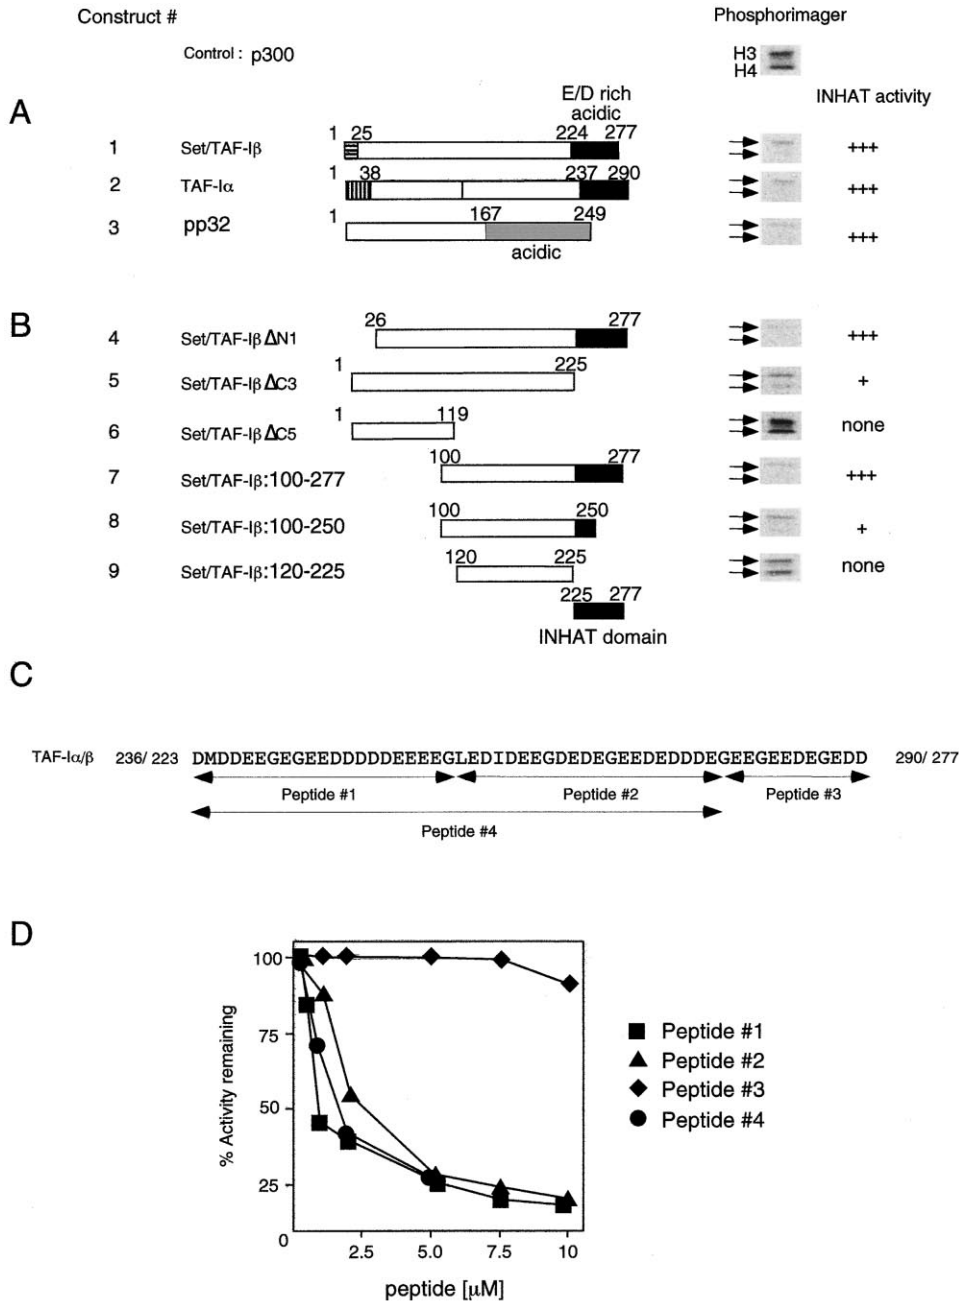 Construct #
Phosphorimager
Control : p300
H3
H4
INHAT activity
A
E/D rich
acidic
1 Set/TAF-Iβ 1 25 224 277 +++
2 TAF-Iα 1 38 237 290 +++
3 pp32 1 167 249 +++
acidic
B
4 Set/TAF-Iβ ΔN1 26 277 +++
5 Set/TAF-Iβ ΔC3 1 225 +
6 Set/TAF-Iβ ΔC5 1 119 none
7 Set/TAF-Iβ:100-277 100 277 +++
8 Set/TAF-Iβ:100-250 100 250 +
9 Set/TAF-Iβ:120-225 120 225 none
225 277
INHAT domain
C
TAF-Iα/β 236/ 223 DMDDEEGEGEEDDDDDEEEEGLEDIDEEGDEDEGEEDEDDDEGEEGEEDEGEDD 290/ 277
Peptide #1 Peptide #2 Peptide #3
Peptide #4
D
% Activity remaining
100
75
50
25
0
2.5 5.0 7.5 10
peptide [µM]
Peptide #1
Peptide #2
Peptide #3
Peptide #4